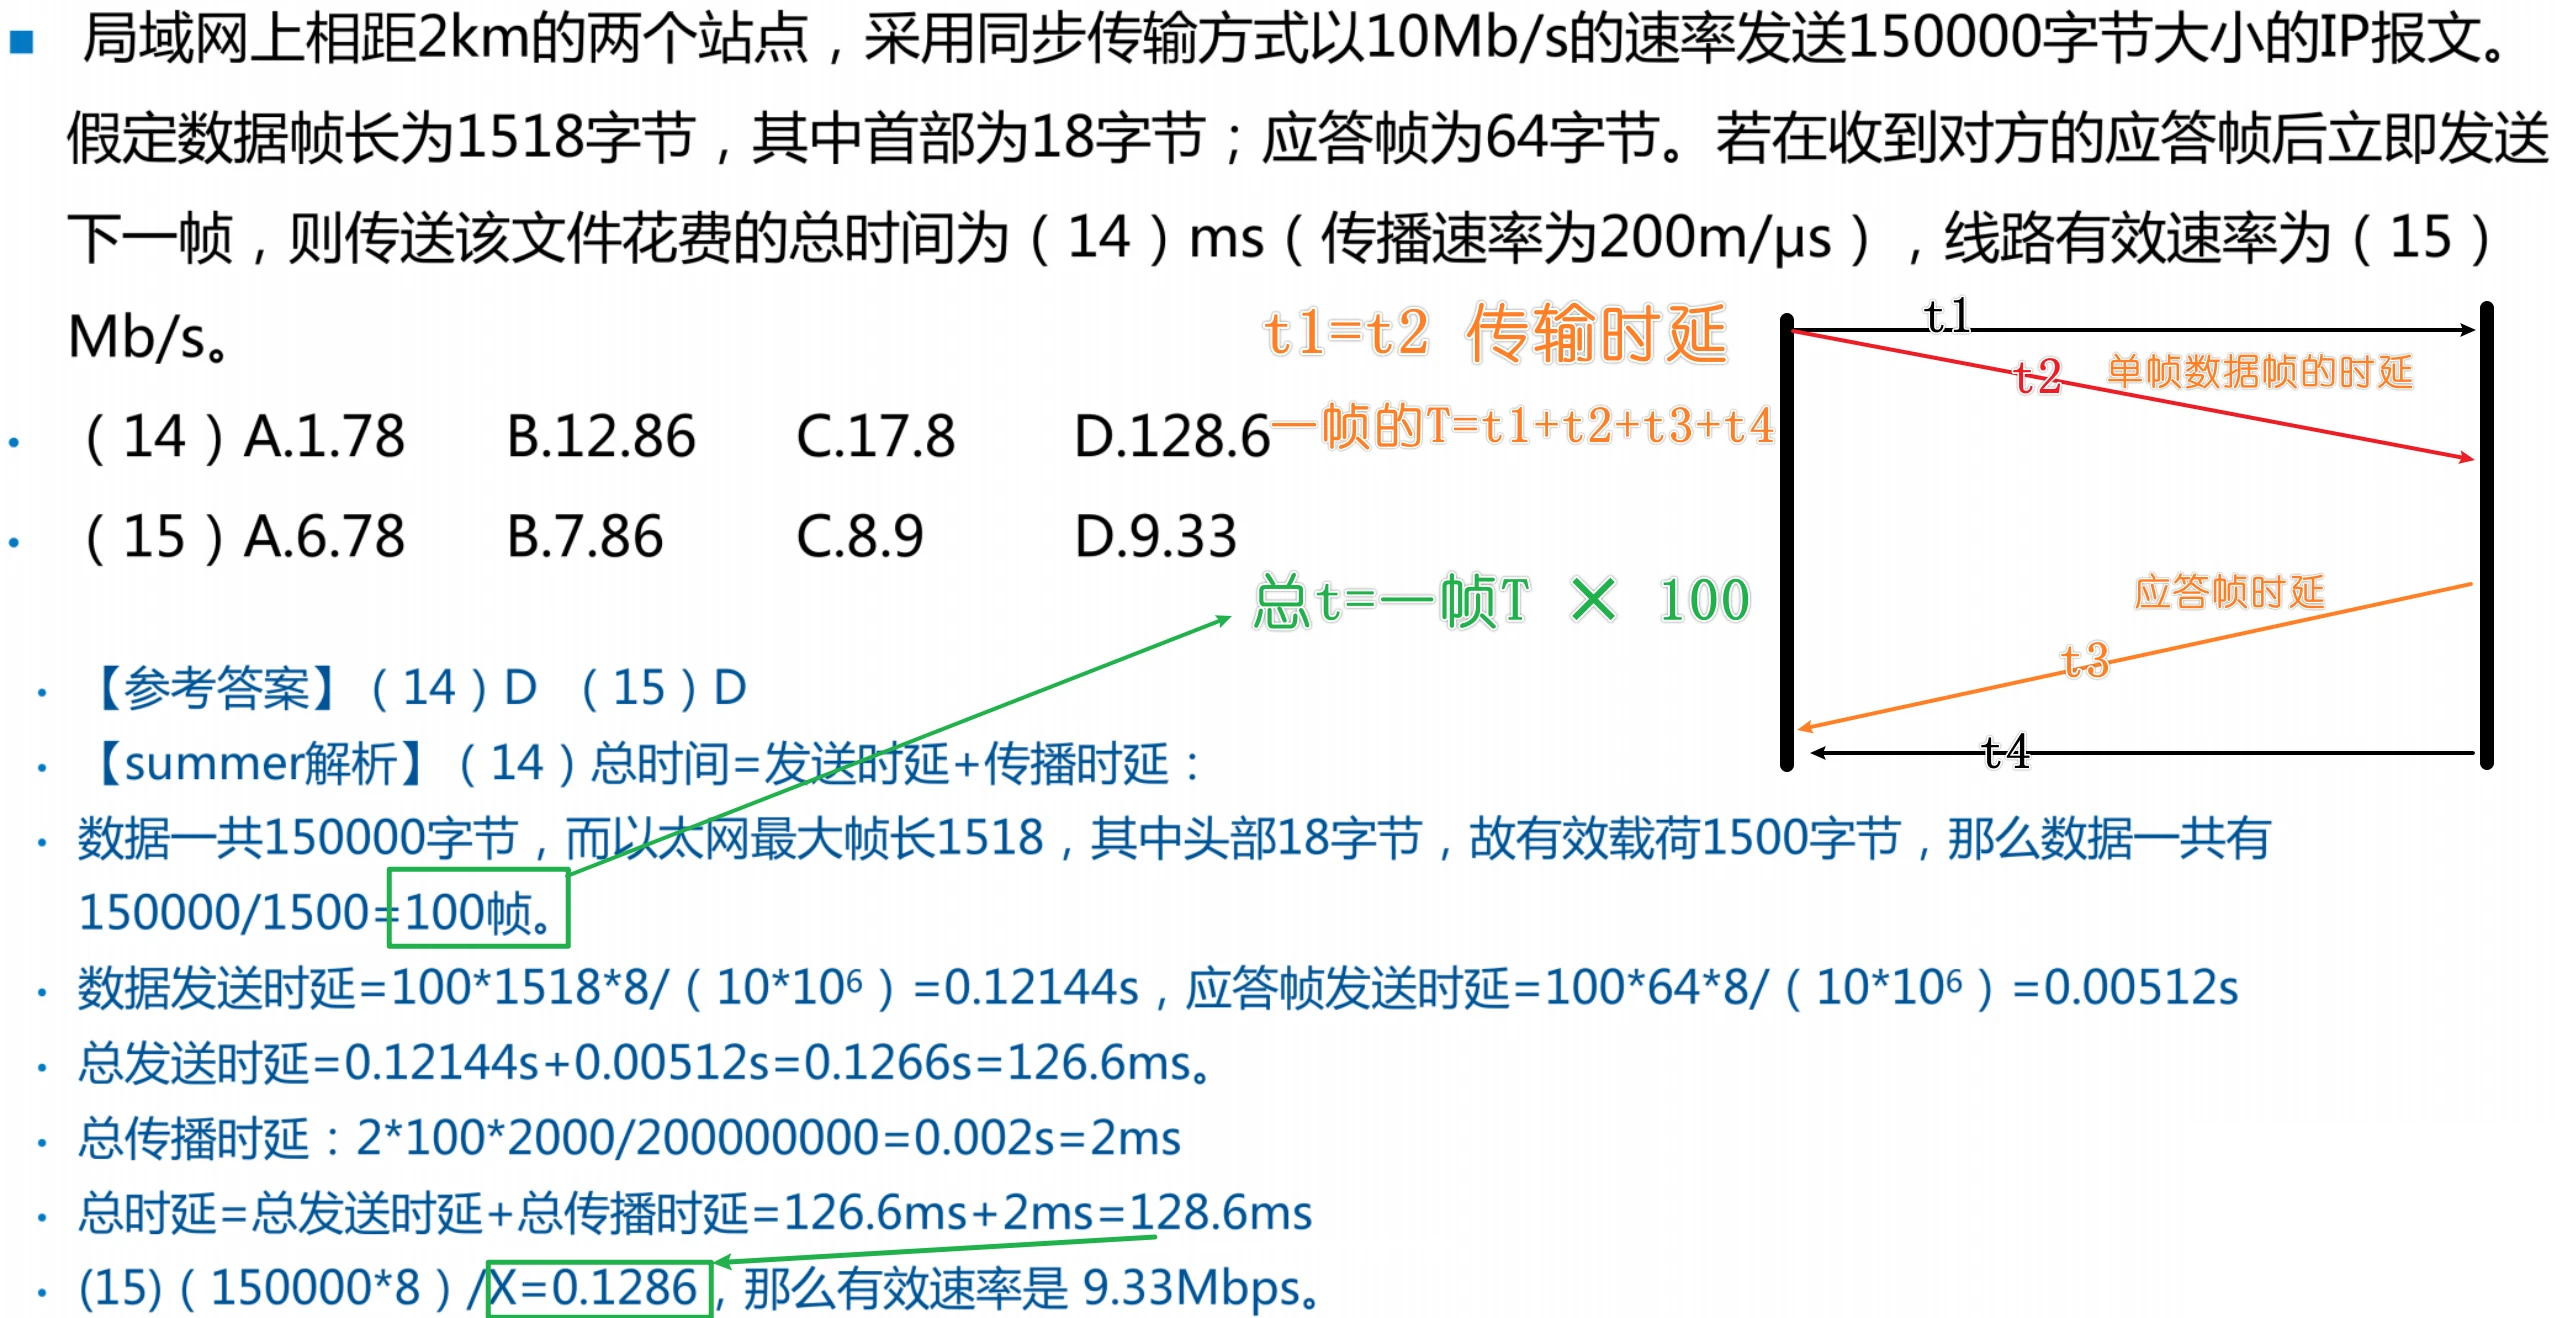 局域网上相距2km的两个站点，采用同步传输方式以10Mb/s的速率发送150000字节大小的IP报文。
假定数据帧长为1518字节，其中首部为18字节；应答帧为64字节。若在收到对方的应答帧后立即发送
下一帧，则传送该文件花费的总时间为（14）ms（传播速率为200m/μs），线路有效速率为（15）
Mb/s。
t1=t2 传输时延
t1
t2 单帧数据帧的时延
（14）A.1.78 B.12.86 C.17.8 D.128.6
一帧的T=t1+t2+t3+t4
（15）A.6.78 B.7.86 C.8.9 D.9.33
总t=一帧T × 100
应答帧时延
t3
t4
【参考答案】（14）D （15）D
【summer解析】（14）总时间=发送时延+传播时延：
数据一共150000字节，而以太网最大帧长1518，其中头部18字节，故有效载荷1500字节，那么数据一共有
150000/1500=100帧。
数据发送时延=100*1518*8/（10*10⁶）=0.12144s，应答帧发送时延=100*64*8/（10*10⁶）=0.00512s
总发送时延=0.12144s+0.00512s=0.1266s=126.6ms。
总传播时延：2*100*2000/200000000=0.002s=2ms
总时延=总发送时延+总传播时延=126.6ms+2ms=128.6ms
(15)（150000*8）/X=0.1286，那么有效速率是 9.33Mbps。